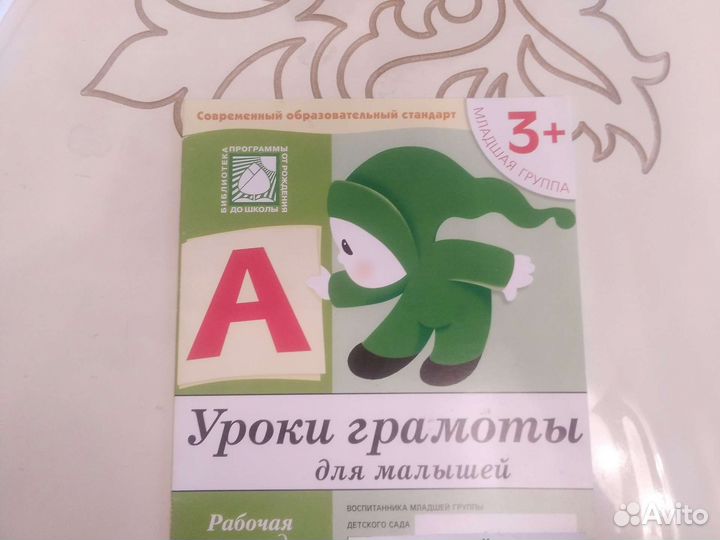 Современный образовательный стандарт
3+
МЛАДШАЯ ГРУППА
БИБЛИОТЕКА
ПРОГРАММЫ
ОТ РОЖДЕНИЯ
ДО ШКОЛЫ
А
Уроки грамоты
для малышей
Рабочая
ВОСПИТАННИКА МЛАДШЕЙ ГРУППЫ
ДЕТСКОГО САДА
Avito